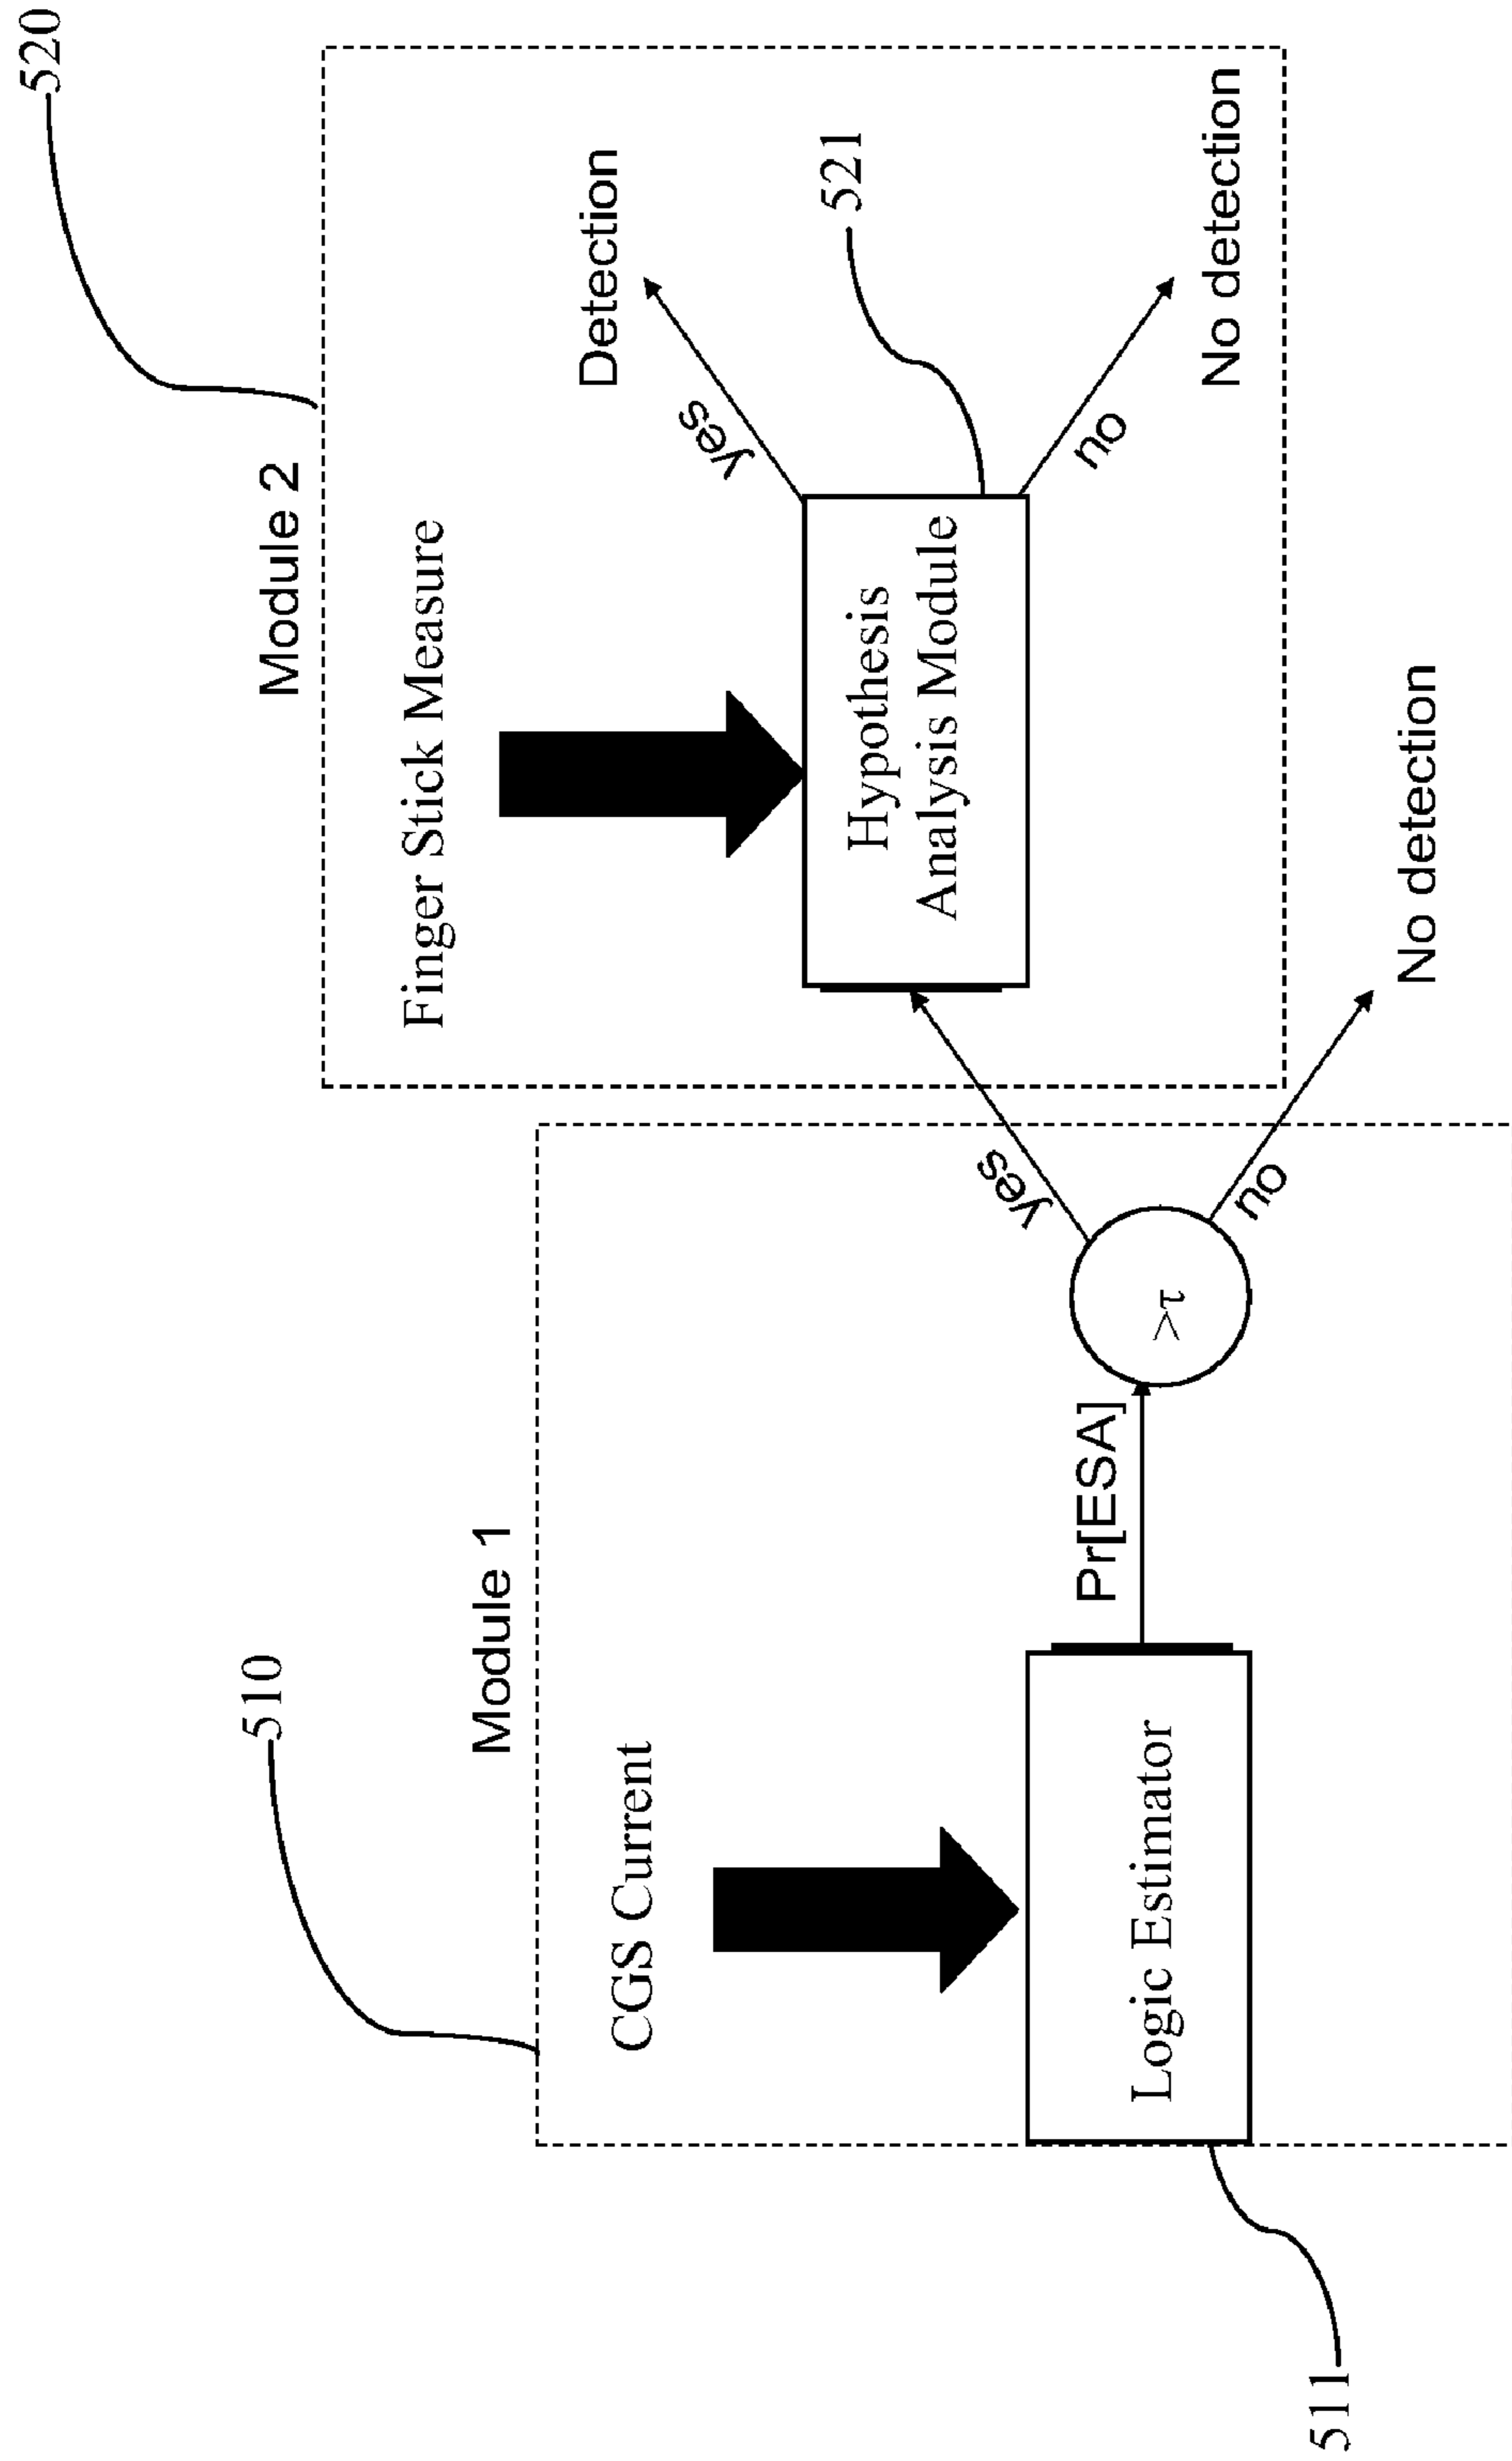 520
Module 2
Finger Stick Measure
Detection
yes
521
Hypothesis
Analysis Module
no
No detection
510
Module 1
CGS Current
yes
Pr[ESA]
>τ
no
No detection
Logic Estimator
511